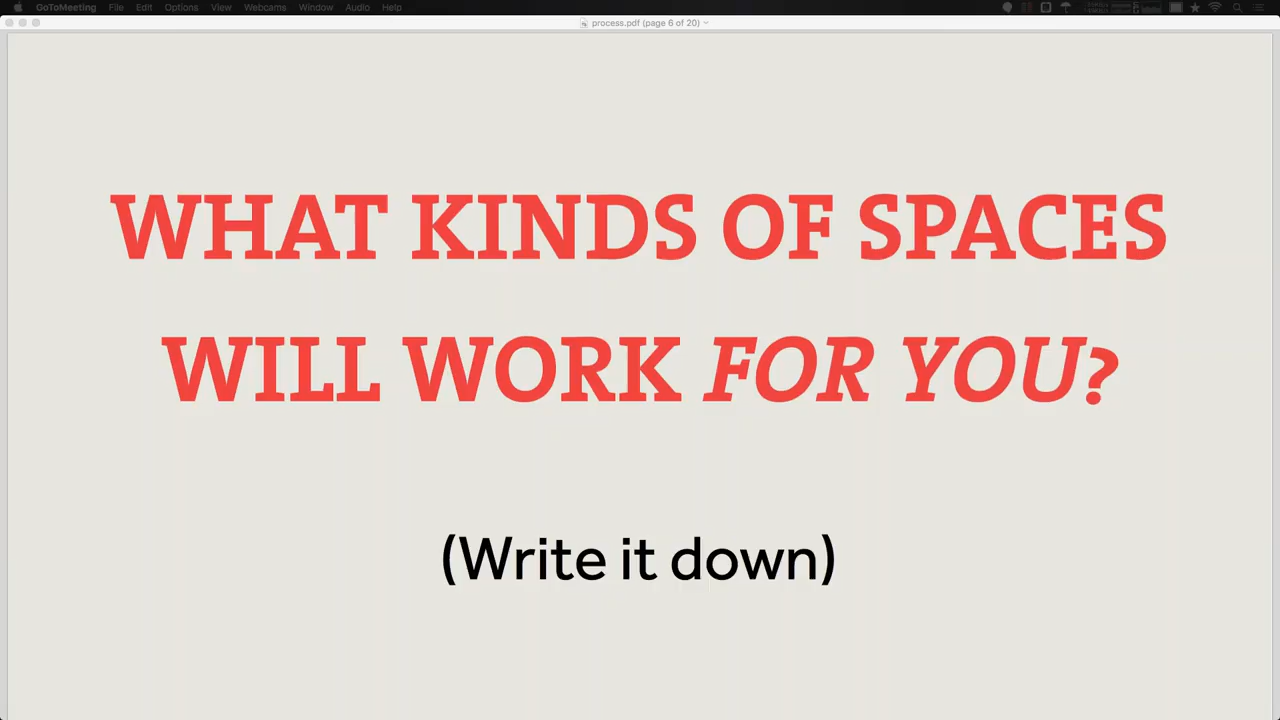 GoToMeeting File Edit Options View Webcams Window Audio Help
process.pdf (page 6 of 20)
WHAT KINDS OF SPACES
WILL WORK FOR YOU?
(Write it down)